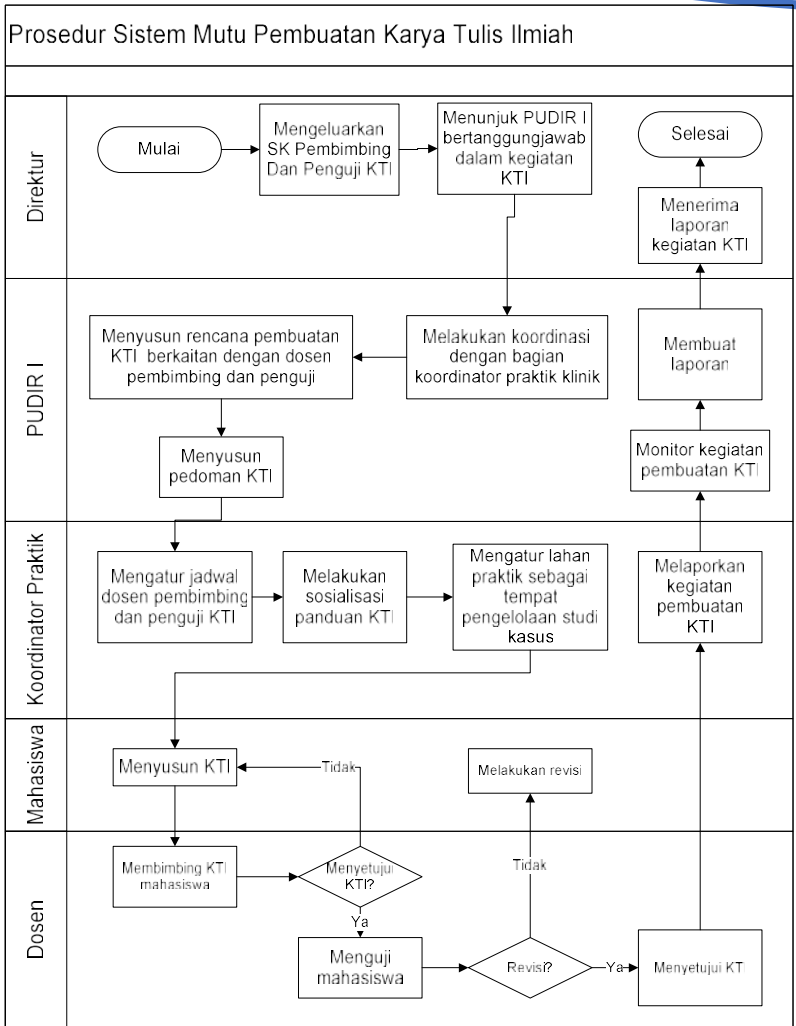 Prosedur Sistem Mutu Pembuatan Karya Tulis Ilmiah
Direktur
Mulai
Mengeluarkan
SK Pembimbing
Dan Penguji KTI
Menunjuk PUDIR I
bertanggungjawab
dalam kegiatan
KTI
Selesai
Menerima
laporan
kegiatan KTI
PUDIR I
Menyusun rencana pembuatan
KTI berkaitan dengan dosen
pembimbing dan penguji
Melakukan koordinasi
dengan bagian
koordinator praktik klinik
Membuat
laporan
Menyusun
pedoman KTI
Monitor kegiatan
pembuatan KTI
Koordinator Praktik
Mengatur jadwal
dosen pembimbing
dan penguji KTI
Melakukan
sosialisasi
panduan KTI
Mengatur lahan
praktik sebagai
tempat
pengelolaan studi
kasus
Melaporkan
kegiatan
pembuatan
KTI
Mahasiswa
Menyusun KTI
Tidak
Melakukan revisi
Dosen
Membimbing KTI
mahasiswa
Menyetujui
KTI?
Tidak
Ya
Menguji
mahasiswa
Revisi?
Ya
Menyetujui KTI